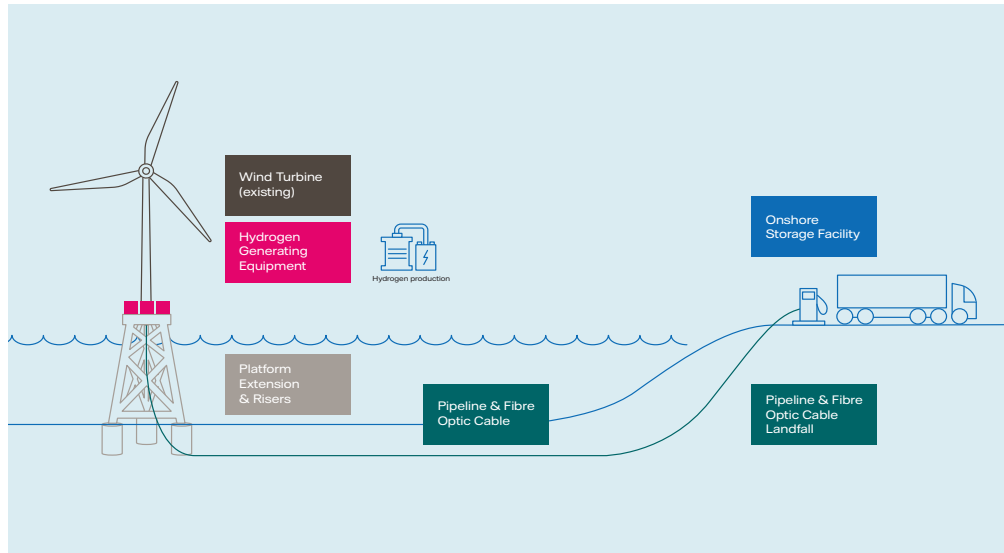 Wind Turbine
(existing)
Hydrogen
Generating
Equipment
Hydrogen production
Onshore
Storage Facility
Platform
Extension
& Risers
Pipeline & Fibre
Optic Cable
Pipeline & Fibre
Optic Cable
Landfall